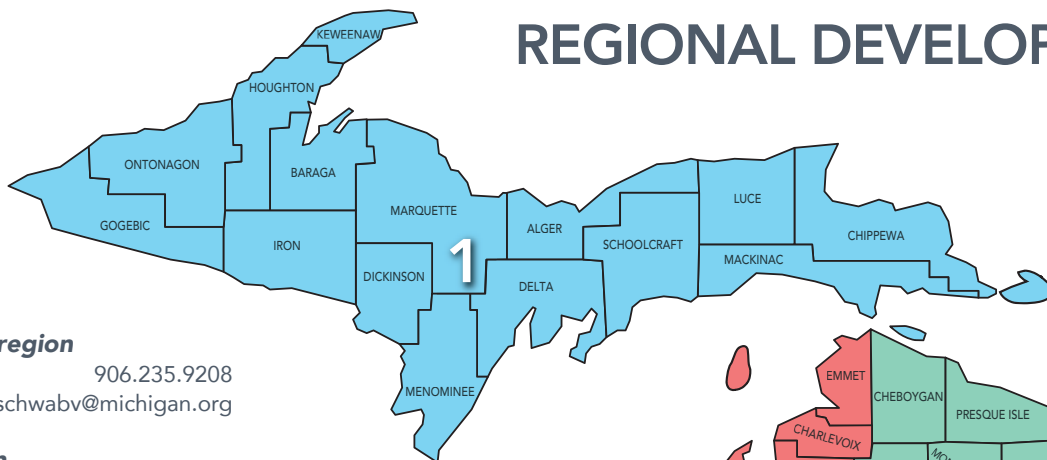 REGIONAL DEVELOP
KEWEENAW
HOUGHTON
ONTONAGON
BARAGA
LUCE
MARQUETTE
GOGEBIC
ALGER
CHIPPEWA
IRON
SCHOOLCRAFT
1
MACKINAC
DICKINSON
DELTA
region
906.235.9208
schwabv@michigan.org
MENOMINEE
EMMET
CHEBOYGAN
PRESQUE ISLE
CHARLEVOIX